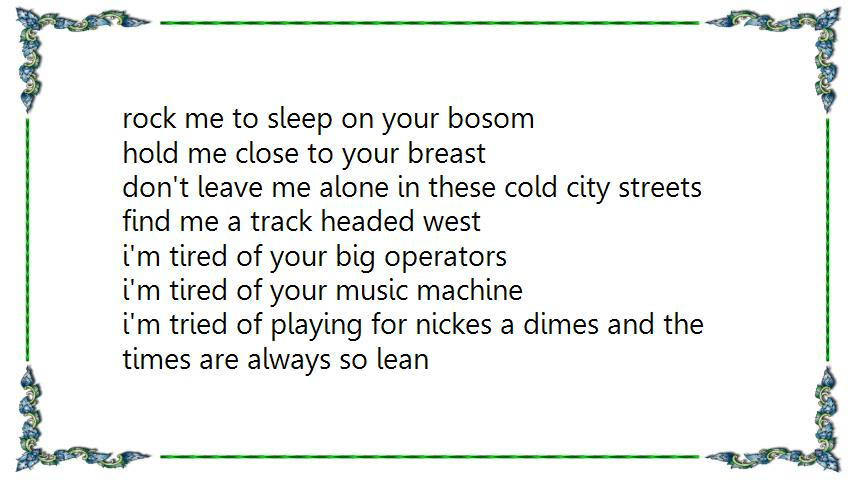 rock me to sleep on your bosom
hold me close to your breast
don't leave me alone in these cold city streets
find me a track headed west
i'm tired of your big operators
i'm tired of your music machine
i'm tried of playing for nickes a dimes and the
times are always so lean